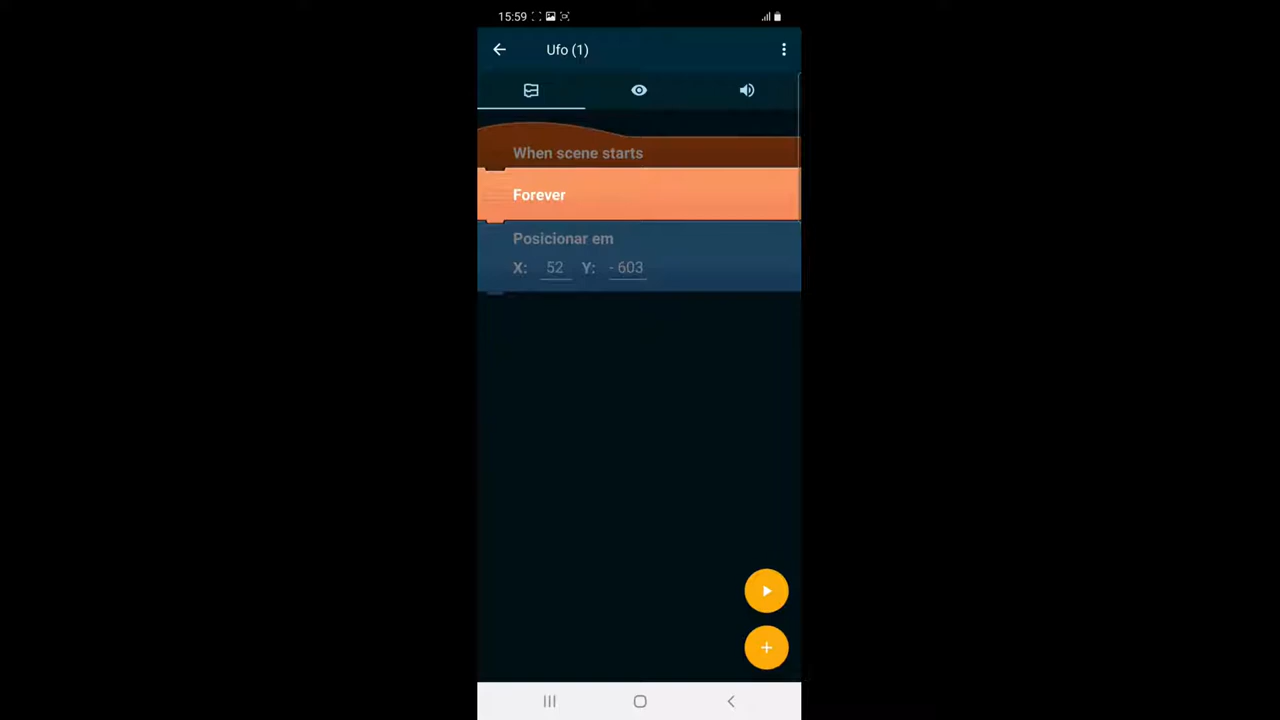 15:59
Ufo (1)
When scene starts
Forever
Posicionar em
X: 52 Y: - 603